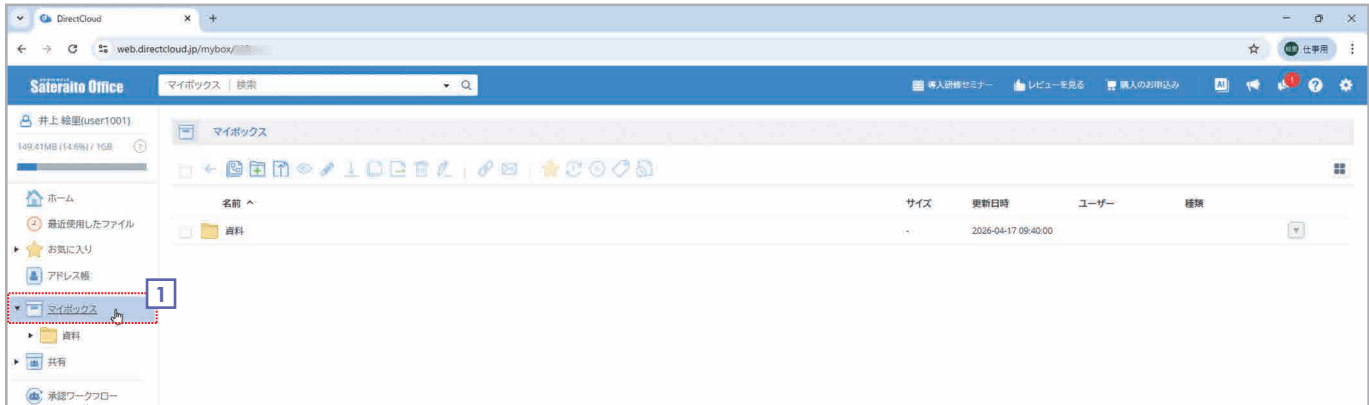 DirectCloud
web.directcloud.jp/mybox/
仕事用
Sateraito Office
マイボックス | 検索
導入研修セミナー レビューを見る 購入のお申込み AI
井上 絵里(user1001)
149.41MB (14.6%) / 1GB
マイボックス
ホーム
最近使用したファイル
お気に入り
アドレス帳
マイボックス
1
資料
共有
承認ワークフロー
名前 サイズ 更新日時 ユーザー 種類
資料 - 2026-04-17 09:40:00